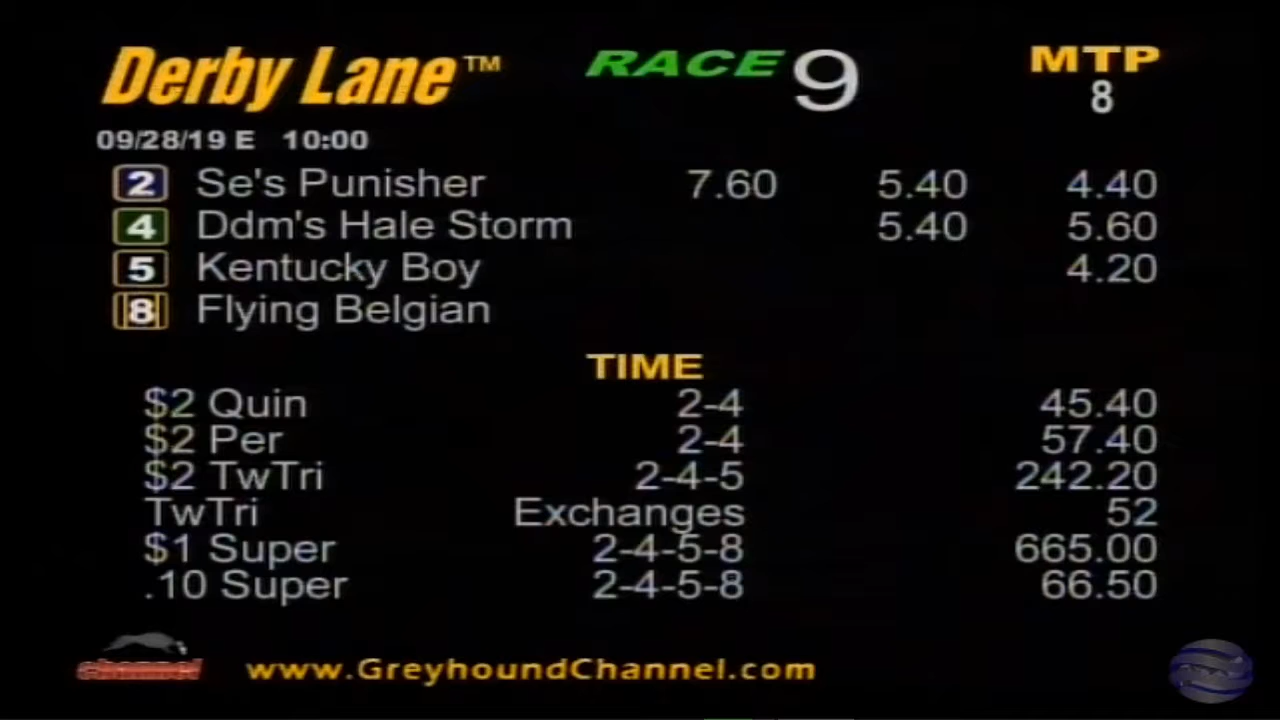 Derby Lane™ RACE 9 MTP
8
09/28/19 E 10:00
2 Se's Punisher 7.60 5.40 4.40
4 Ddm's Hale Storm 5.40 5.60
5 Kentucky Boy 4.20
8 Flying Belgian
TIME
$2 Quin 2-4 45.40
$2 Per 2-4 57.40
$2 TwTri 2-4-5 242.20
TwTri Exchanges 52
$1 Super 2-4-5-8 665.00
.10 Super 2-4-5-8 66.50
channel www.GreyhoundChannel.com